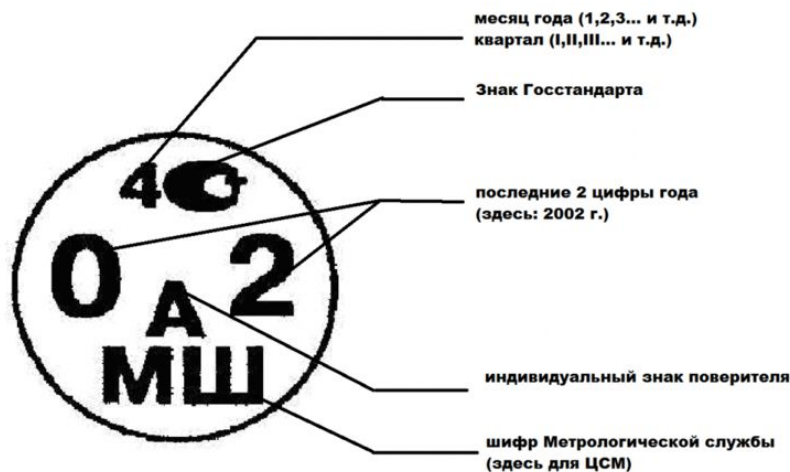 месяц года (1,2,3... и т.д.)
квартал (I,II,III... и т.д.)
Знак Госстандарта
4
последние 2 цифры года
(здесь: 2002 г.)
0 2
А
МШ
индивидуальный знак поверителя
шифр Метрологической службы
(здесь для ЦСМ)